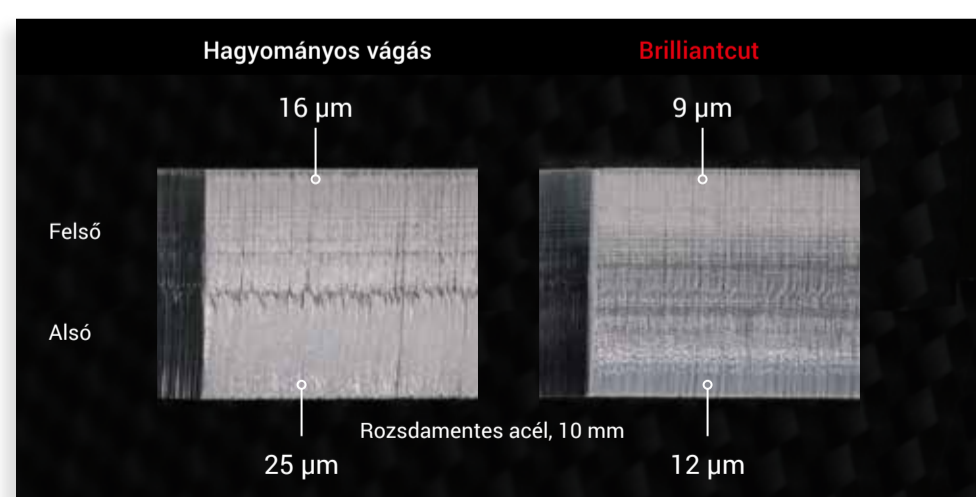 Hagyományos vágás
Brilliantcut
16 µm
9 µm
Felső
Alsó
Rozsdamentes acél, 10 mm
25 µm
12 µm